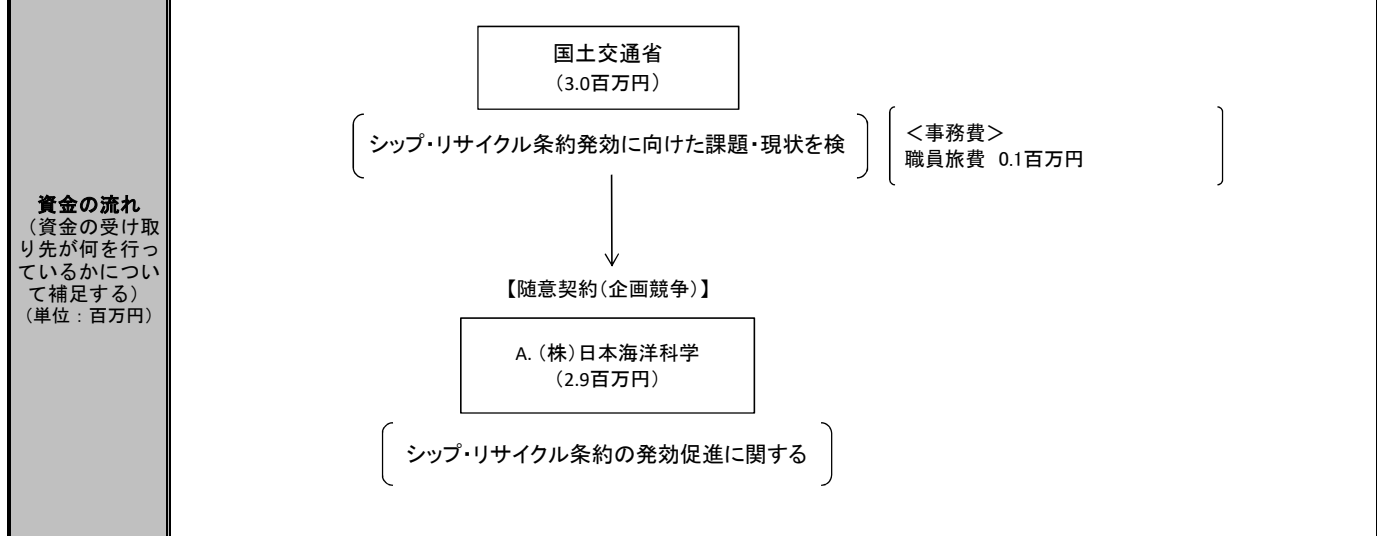 資金の流れ
（資金の受け取
り先が何を行っ
ているかについ
て補足する）
（単位：百万円）
国土交通省
（3.0百万円）
シップ・リサイクル条約発効に向けた課題・現状を検
＜事務費＞
職員旅費 0.1百万円
【随意契約（企画競争）】
A. （株）日本海洋科学
（2.9百万円）
シップ・リサイクル条約の発効促進に関する